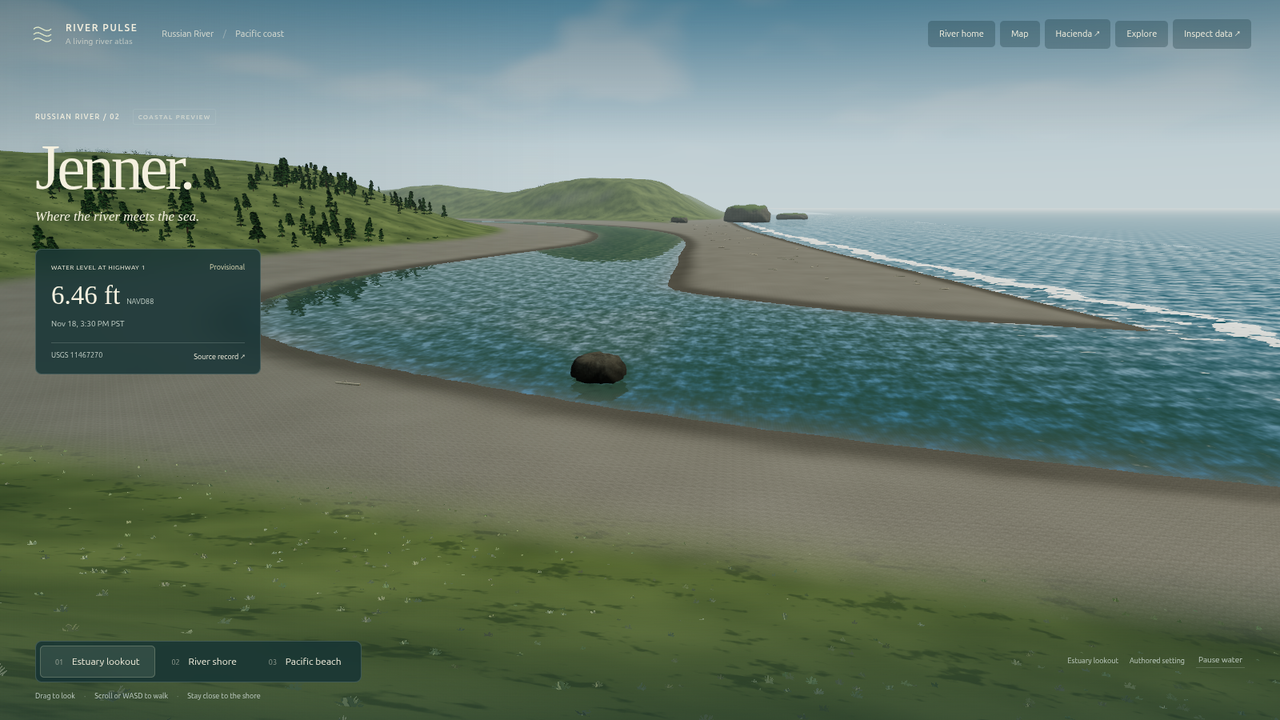 RIVER PULSE
A living river atlas
Russian River / Pacific coast
River home
Map
Hacienda ↗
Explore
Inspect data ↗
RUSSIAN RIVER / 02
COASTAL PREVIEW
Jenner.
Where the river meets the sea.
WATER LEVEL AT HIGHWAY 1
Provisional
6.46 ft NAVD88
Nov 18, 3:30 PM PST
USGS 11467270
Source record ↗
01 Estuary lookout
02 River shore
03 Pacific beach
Estuary lookout
Authored setting
Pause water
Drag to look · Scroll or WASD to walk · Stay close to the shore